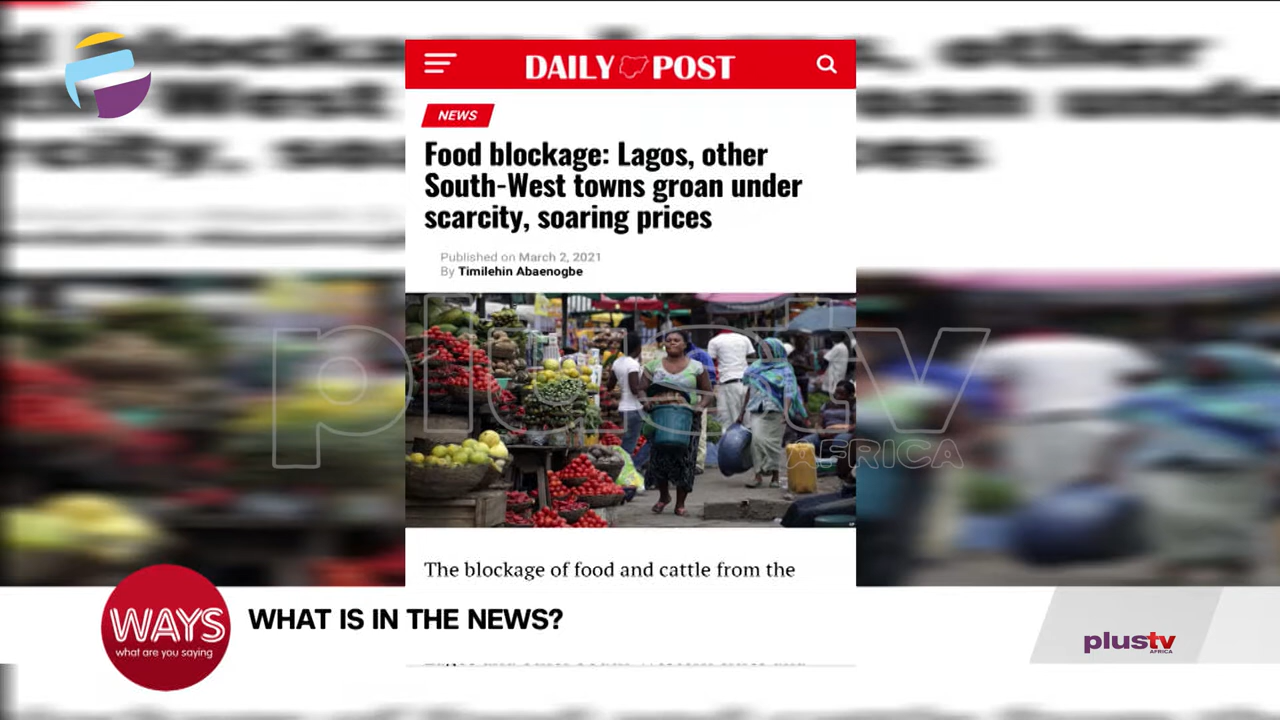 DAILY POST
NEWS
Food blockage: Lagos, other
South-West towns groan under
scarcity, soaring prices
Published on March 2, 2021
By Timilehin Abaenogbe
plustv
AFRICA
The blockage of food and cattle from the
WAYS
what are you saying
WHAT IS IN THE NEWS?
plustv
AFRICA